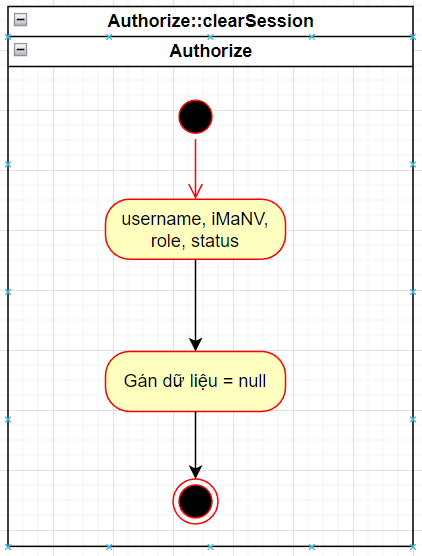 Authorize::clearSession
Authorize
username, iMaNV,
role, status
Gán dữ liệu = null